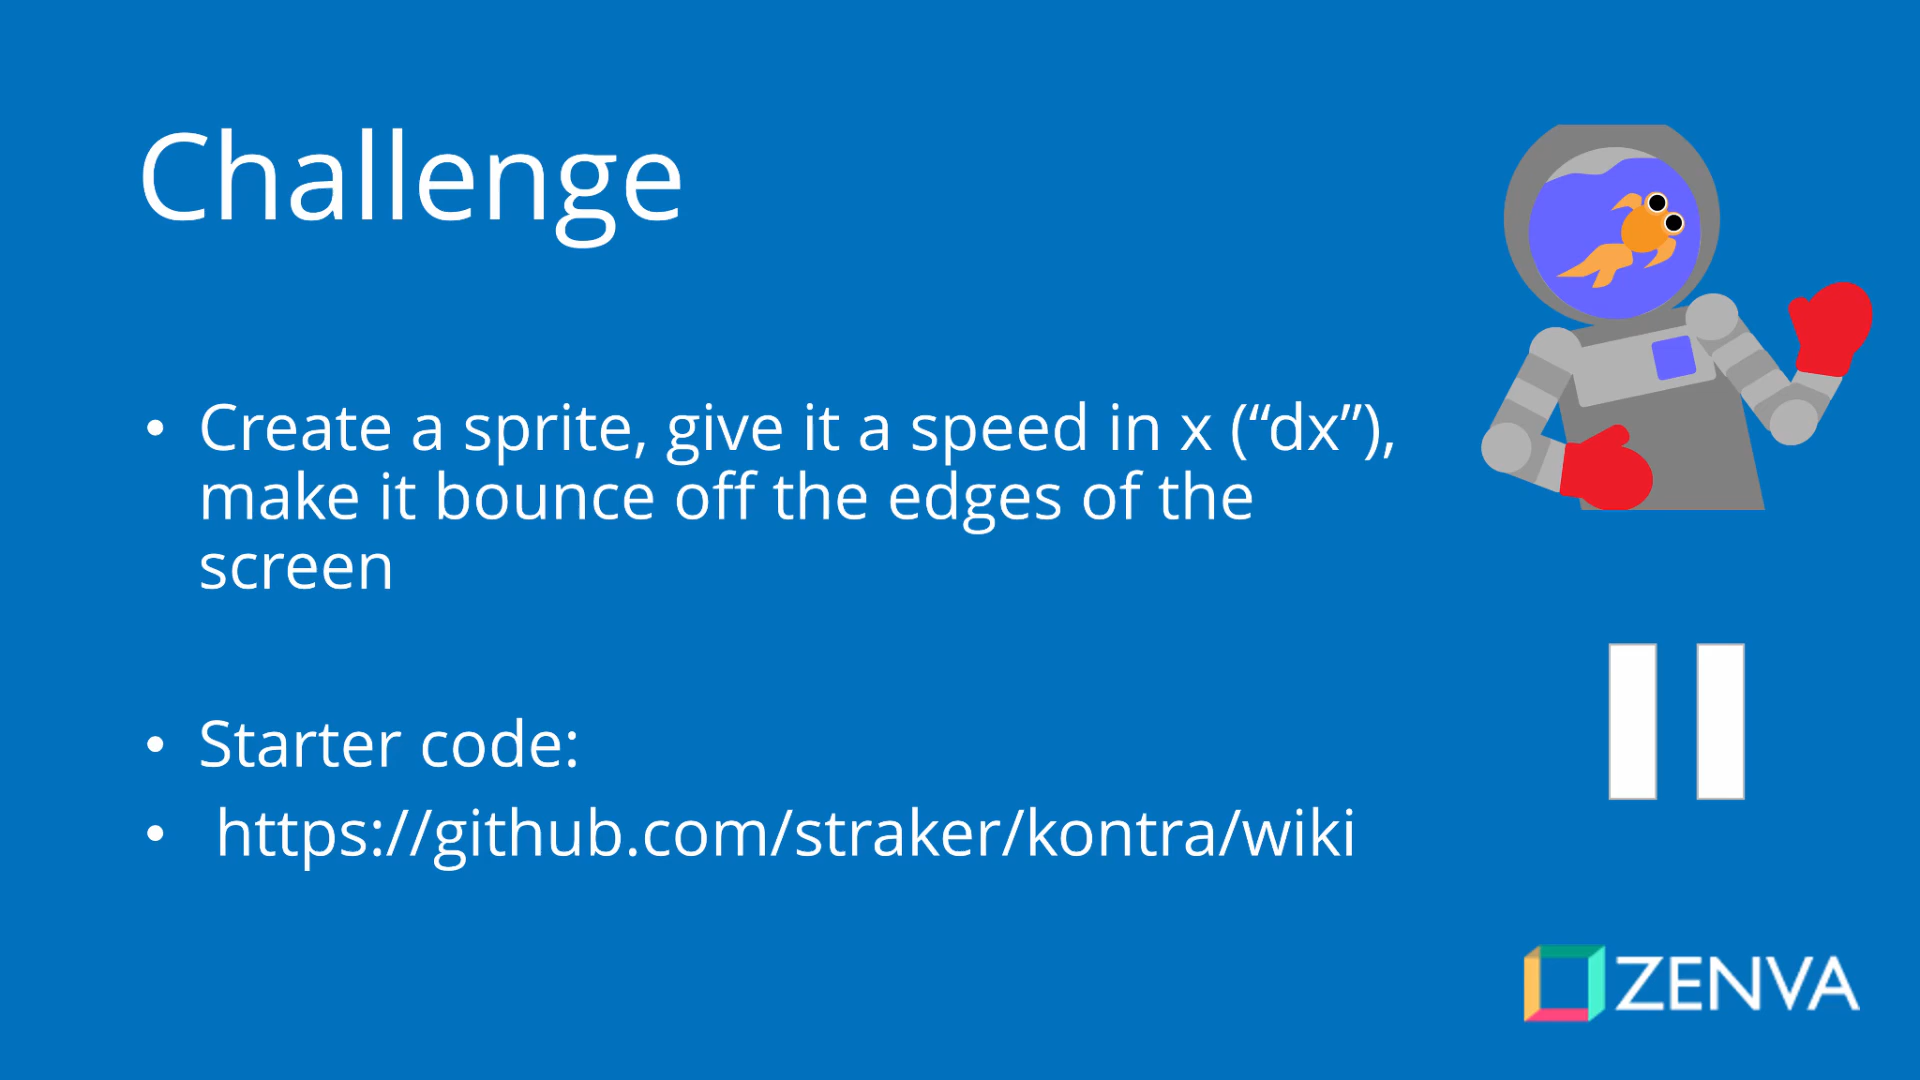 Challenge
• Create a sprite, give it a speed in x (“dx”),
make it bounce off the edges of the
screen
• Starter code:
• https://github.com/straker/kontra/wiki
ZENVA